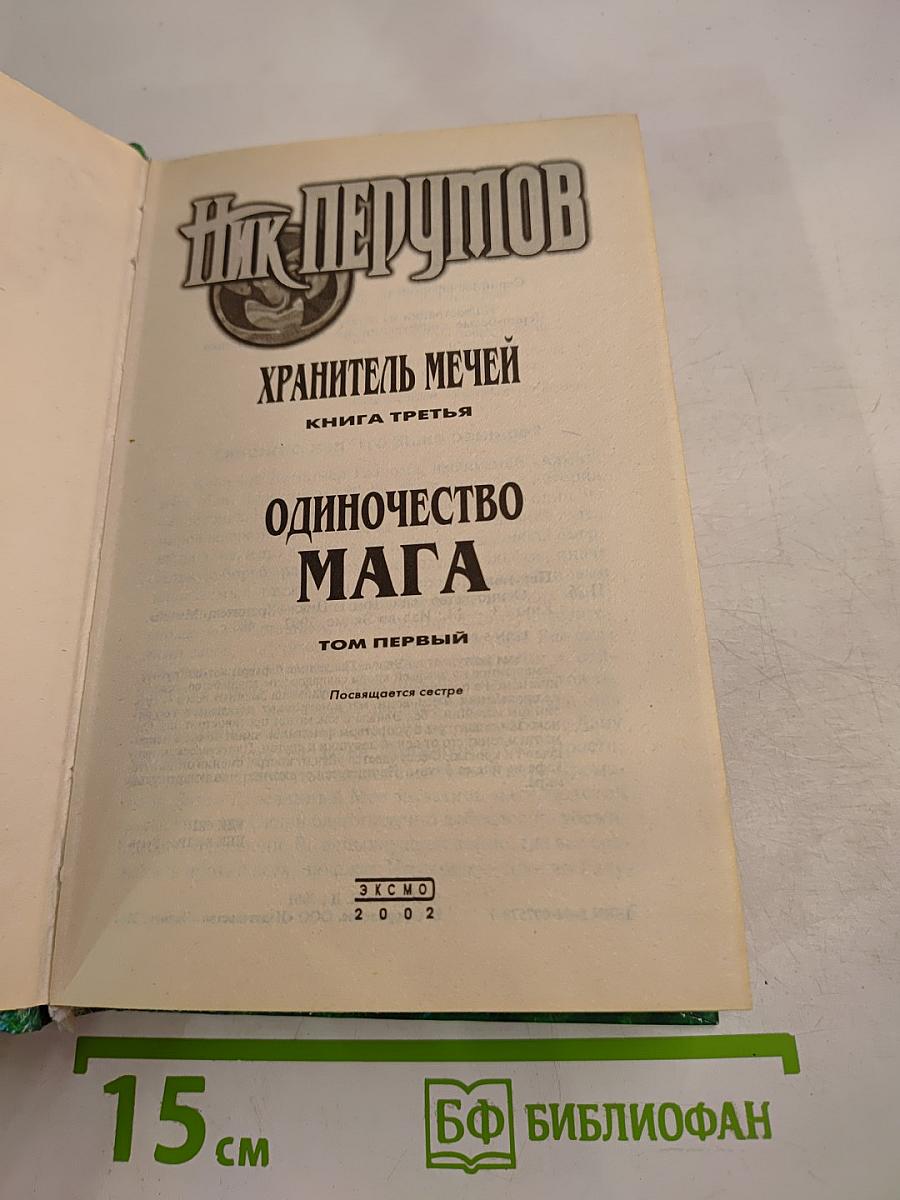 Ник ПЕРУМОВ
ХРАНИТЕЛЬ МЕЧЕЙ
КНИГА ТРЕТЬЯ
ОДИНОЧЕСТВО
МАГА
ТОМ ПЕРВЫЙ
Посвящается сестре
ЭКСМО
2002
15 см
БФ БИБЛИОФАН